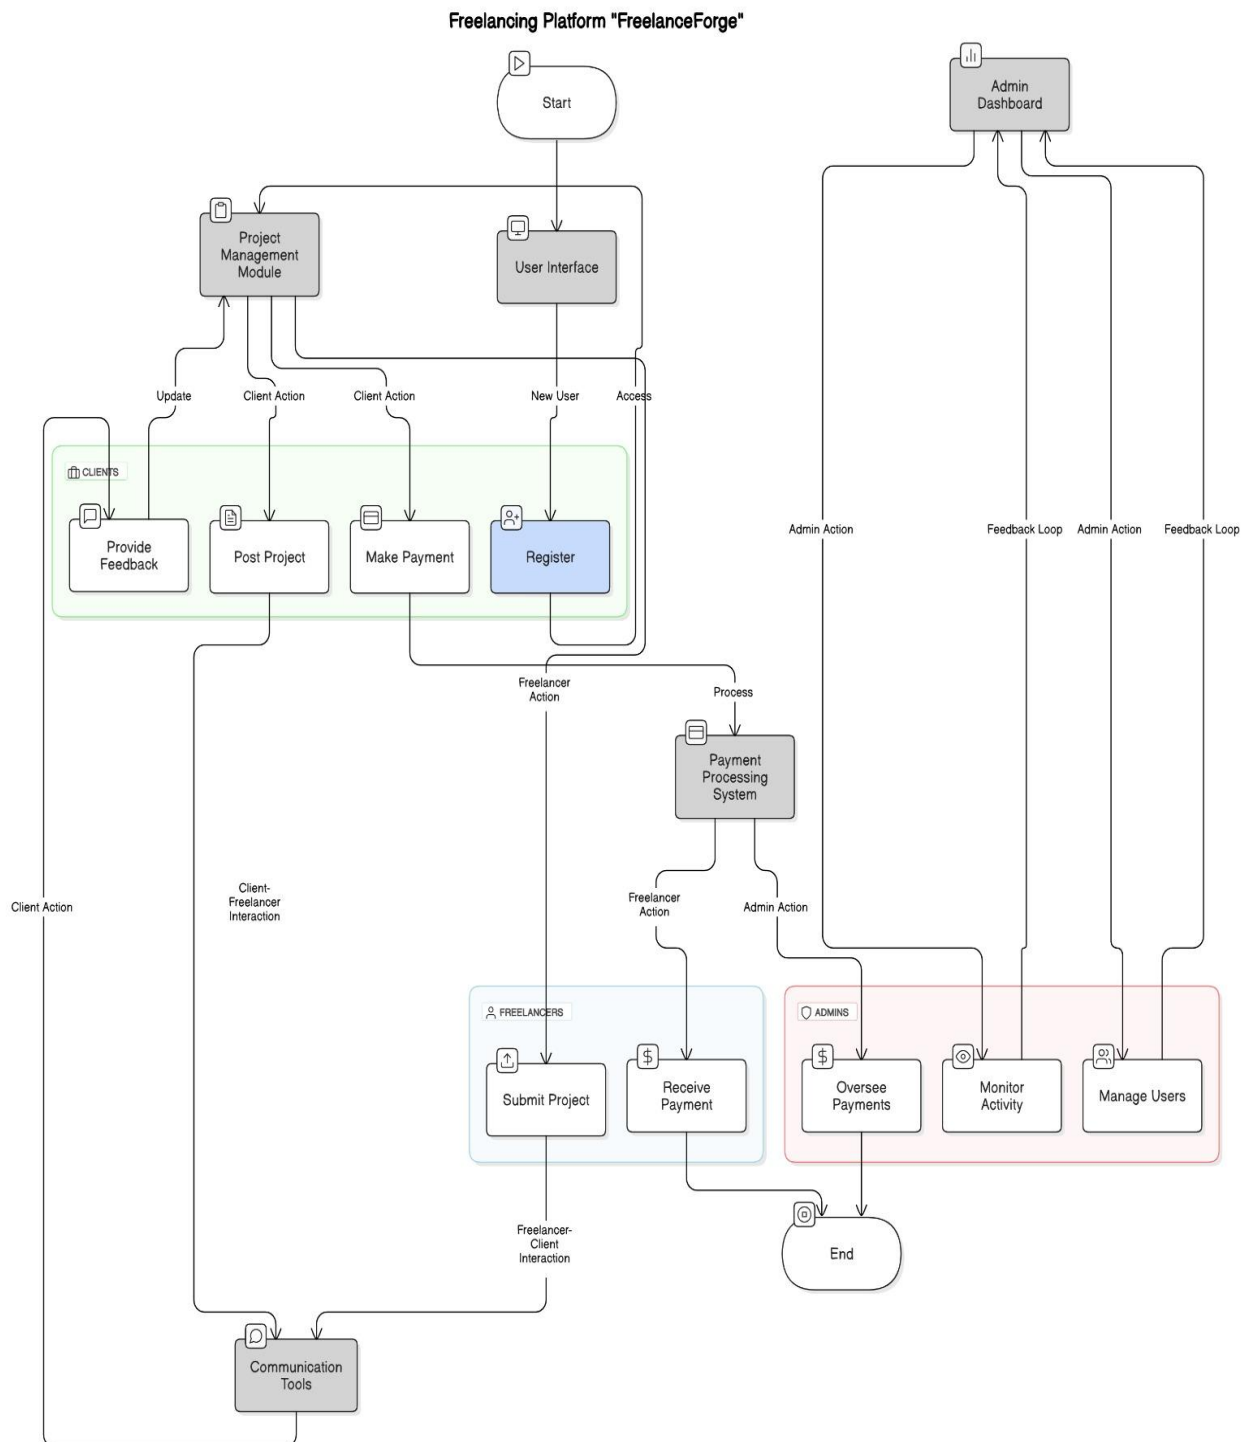 Freelancing Platform "FreelanceForge"
Start
Admin
Dashboard
Project
Management
Module
User Interface
Update
Client Action
Client Action
New User
Access
CLIENTS
Provide
Feedback
Post Project
Make Payment
Register
Admin Action
Feedback Loop
Admin Action
Feedback Loop
Freelancer
Action
Process
Payment
Processing
System
Client Action
Client-
Freelancer
Interaction
Freelancer
Action
Admin Action
FREELANCERS
Submit Project
Receive
Payment
ADMINS
Oversee
Payments
Monitor
Activity
Manage Users
Freelancer-
Client
Interaction
End
Communication
Tools